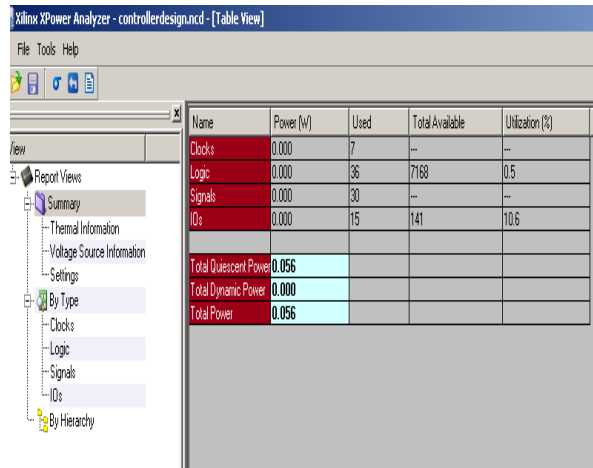 Xilinx XPower Analyzer - controllerdesign.ncd - [Table View]
File Tools Help
View
Report Views
Summary
Thermal Information
Voltage Source Information
Settings
By Type
Clocks
Logic
Signals
IOs
By Hierarchy
Name Power (W) Used Total Available Utilization (%)
Clocks 0.000 7 --- ---
Logic 0.000 36 7168 0.5
Signals 0.000 30 --- ---
IOs 0.000 15 141 10.6
Total Quiescent Power 0.056
Total Dynamic Power 0.000
Total Power 0.056